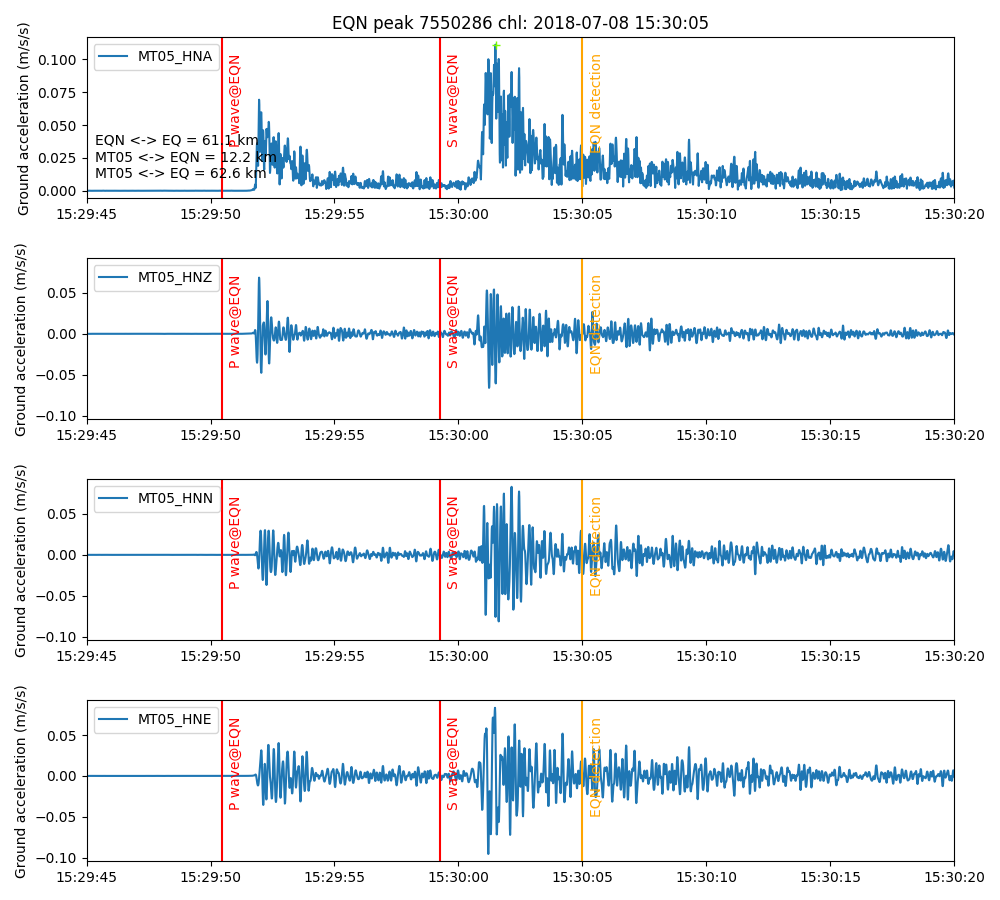 EQN peak 7550286 chl: 2018-07-08 15:30:05
Ground acceleration (m/s/s)
MT05_HNA
P wave@EQN
S wave@EQN
EQN detection
EQN <-> EQ = 61.1 km
MT05 <-> EQN = 12.2 km
MT05 <-> EQ = 62.6 km
0.100
0.075
0.050
0.025
0.000
15:29:45 15:29:50 15:29:55 15:30:00 15:30:05 15:30:10 15:30:15 15:30:20
Ground acceleration (m/s/s)
MT05_HNZ
P wave@EQN
S wave@EQN
EQN detection
0.05
0.00
−0.05
−0.10
15:29:45 15:29:50 15:29:55 15:30:00 15:30:05 15:30:10 15:30:15 15:30:20
Ground acceleration (m/s/s)
MT05_HNN
P wave@EQN
S wave@EQN
EQN detection
0.05
0.00
−0.05
−0.10
15:29:45 15:29:50 15:29:55 15:30:00 15:30:05 15:30:10 15:30:15 15:30:20
Ground acceleration (m/s/s)
MT05_HNE
P wave@EQN
S wave@EQN
EQN detection
0.05
0.00
−0.05
−0.10
15:29:45 15:29:50 15:29:55 15:30:00 15:30:05 15:30:10 15:30:15 15:30:20